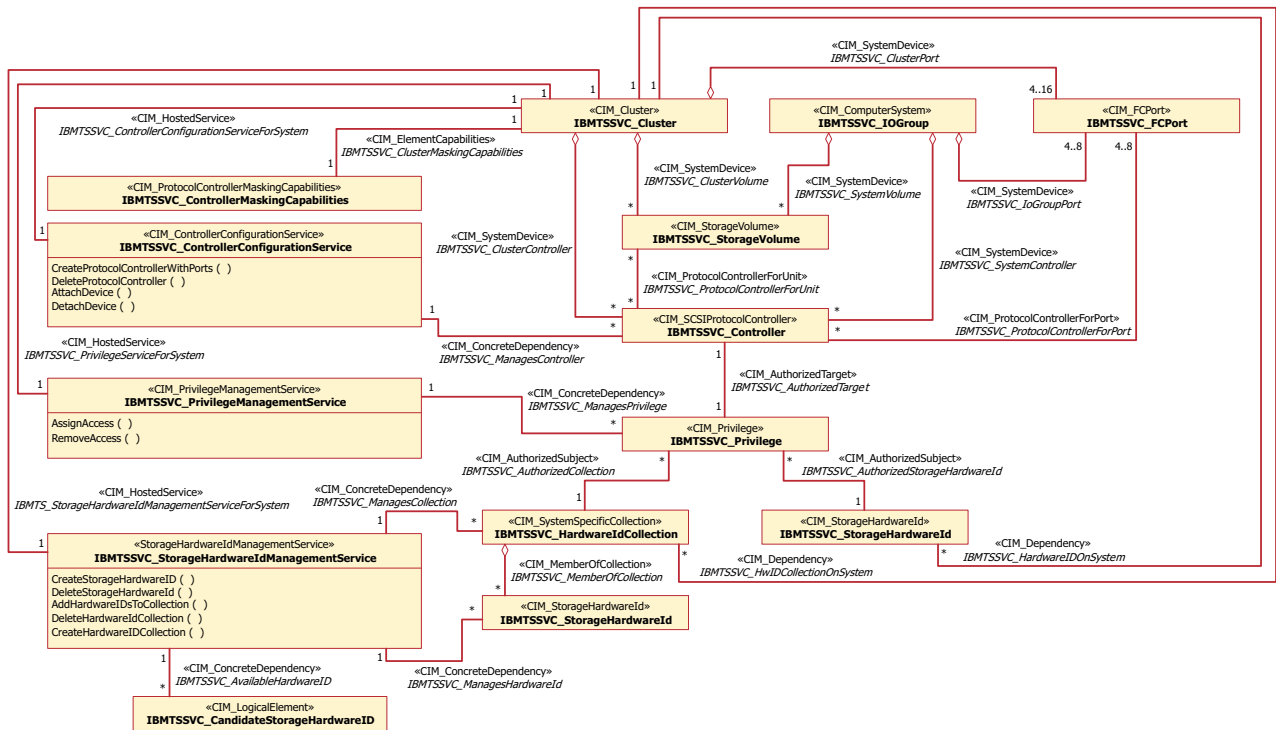 «CIM_SystemDevice»
IBMTSSVC_ClusterPort
1
1
1
1
4..16
«CIM_Cluster»
IBMTSSVC_Cluster
«CIM_ComputerSystem»
IBMTSSVC_IOGroup
«CIM_FCPort»
IBMTSSVC_FCPort
1
1
«CIM_HostedService»
IBMTSSVC_ControllerConfigurationServiceForSystem
«CIM_ElementCapabilities»
IBMTSSVC_ClusterMaskingCapabilities
1
4..8
4..8
«CIM_SystemDevice»
IBMTSSVC_ClusterVolume
*
«CIM_SystemDevice»
IBMTSSVC_SystemVolume
*
«CIM_SystemDevice»
IBMTSSVC_IoGroupPort
«CIM_ProtocolControllerMaskingCapabilities»
IBMTSSVC_ControllerMaskingCapabilities
«CIM_StorageVolume»
IBMTSSVC_StorageVolume
*
1
«CIM_ControllerConfigurationService»
IBMTSSVC_ControllerConfigurationService
CreateProtocolControllerWithPorts ( )
DeleteProtocolController ( )
AttachDevice ( )
DetachDevice ( )
«CIM_SystemDevice»
IBMTSSVC_ClusterController
«CIM_SystemDevice»
IBMTSSVC_SystemController
«CIM_ProtocolControllerForUnit»
IBMTSSVC_ProtocolControllerForUnit
*
*
*
*
*
«CIM_SCSIProtocolController»
IBMTSSVC_Controller
«CIM_ProtocolControllerForPort»
IBMTSSVC_ProtocolControllerForPort
1
«CIM_ConcreteDependency»
IBMTSSVC_ManagesController
«CIM_HostedService»
IBMTSSVC_PrivilegeServiceForSystem
1
«CIM_AuthorizedTarget»
IBMTSSVC_AuthorizedTarget
1
1
«CIM_PrivilegeManagementService»
IBMTSSVC_PrivilegeManagementService
AssignAccess ( )
RemoveAccess ( )
1
«CIM_ConcreteDependency»
IBMTSSVC_ManagesPrivilege
*
«CIM_Privilege»
IBMTSSVC_Privilege
*
*
«CIM_AuthorizedSubject»
IBMTSSVC_AuthorizedCollection
1
«CIM_AuthorizedSubject»
IBMTSSVC_AuthorizedStorageHardwareId
1
«CIM_HostedService»
IBMTS_StorageHardwareIdManagementServiceForSystem
«CIM_ConcreteDependency»
IBMTSSVC_ManagesCollection
1
*
«CIM_SystemSpecificCollection»
IBMTSSVC_HardwareIdCollection
«CIM_StorageHardwareId»
IBMTSSVC_StorageHardwareId
1
«StorageHardwareIdManagementService»
IBMTSSVC_StorageHardwareIdManagementService
CreateStorageHardwareID ( )
DeleteStorageHardwareId ( )
AddHardwareIDsToCollection ( )
DeleteHardwareIdCollection ( )
CreateHardwareIDCollection ( )
«CIM_MemberOfCollection»
IBMTSSVC_MemberOfCollection
*
*
«CIM_Dependency»
IBMTSSVC_HwIDCollectionOnSystem
*
«CIM_Dependency»
IBMTSSVC_HardwareIDOnSystem
*
«CIM_StorageHardwareId»
IBMTSSVC_StorageHardwareId
1
1
«CIM_ConcreteDependency»
IBMTSSVC_ManagesHardwareId
«CIM_ConcreteDependency»
IBMTSSVC_AvailableHardwareID
*
«CIM_LogicalElement»
IBMTSSVC_CandidateStorageHardwareID